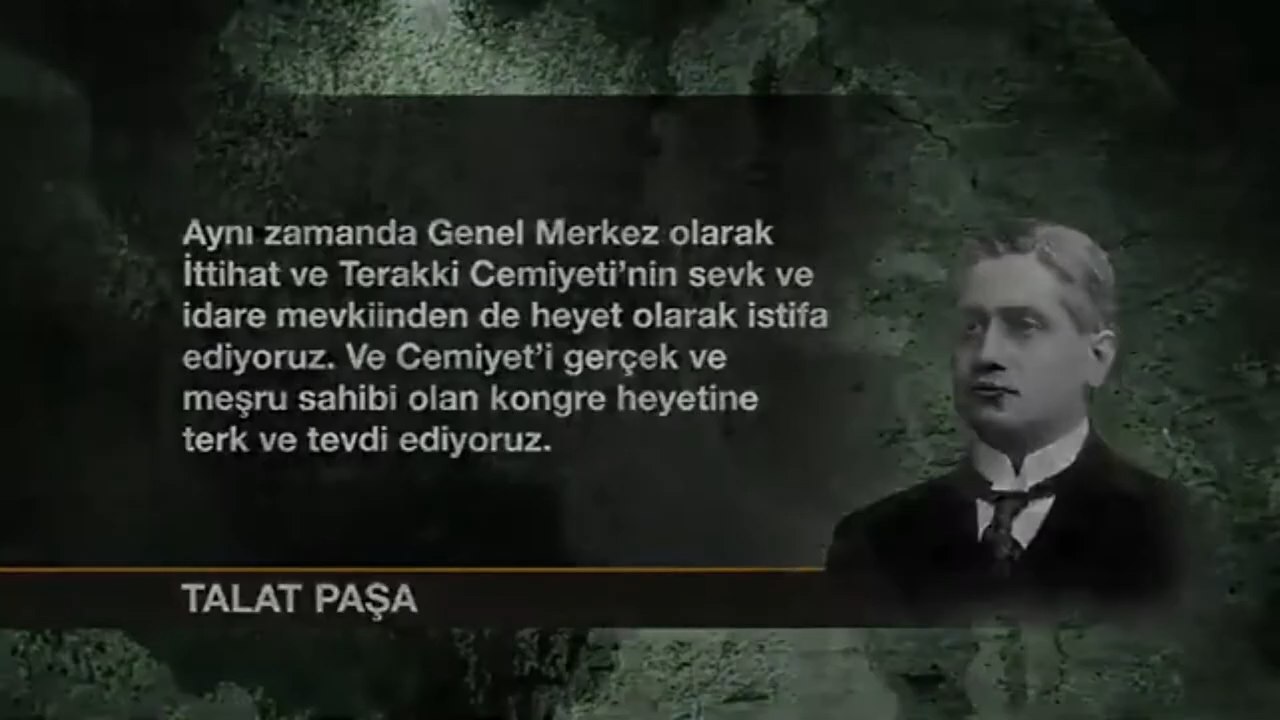 Aynı zamanda Genel Merkez olarak
İttihat ve Terakki Cemiyeti’nin sevk ve
idare mevkiinden de heyet olarak istifa
ediyoruz. Ve Cemiyet’i gerçek ve
meşru sahibi olan kongre heyetine
terk ve tevdi ediyoruz.
TALAT PAŞA